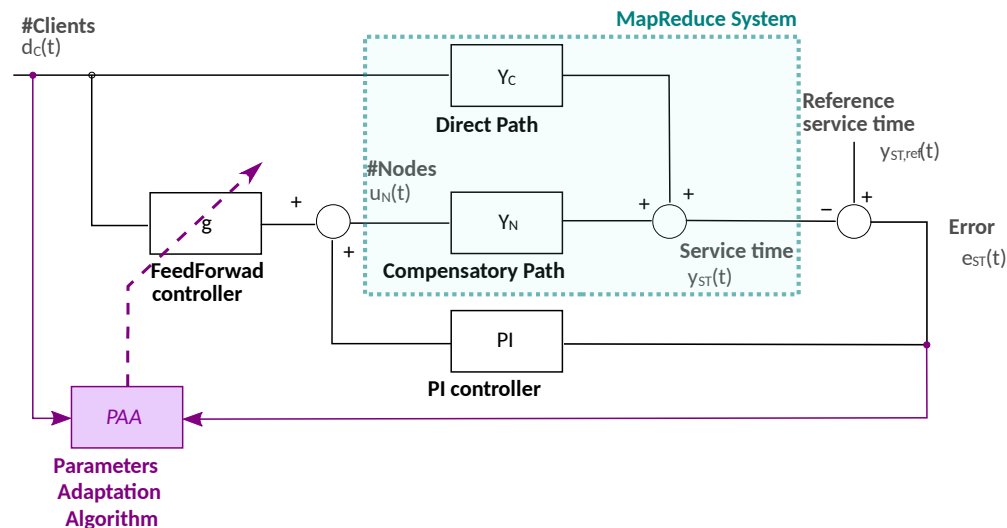 MapReduce System
#Clients
dC(t)
YC
Direct Path
Reference
service time
yST,ref(t)
#Nodes
uN(t)
+
+
+
+
−
+
g
YN
FeedForwad
controller
Compensatory Path
Service time
yST(t)
Error
eST(t)
PI
PI controller
PAA
Parameters
Adaptation
Algorithm